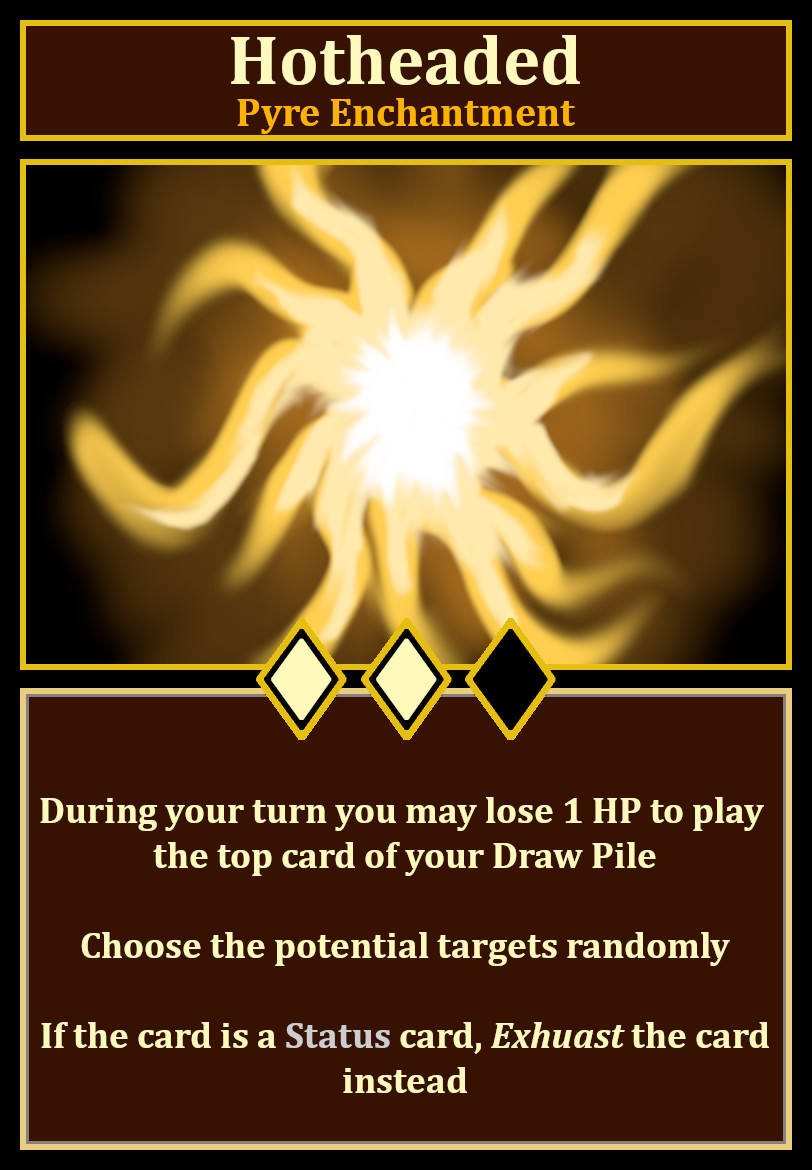 Hotheaded
Pyre Enchantment
During your turn you may lose 1 HP to play
the top card of your Draw Pile
Choose the potential targets randomly
If the card is a Status card, Exhuast the card
instead